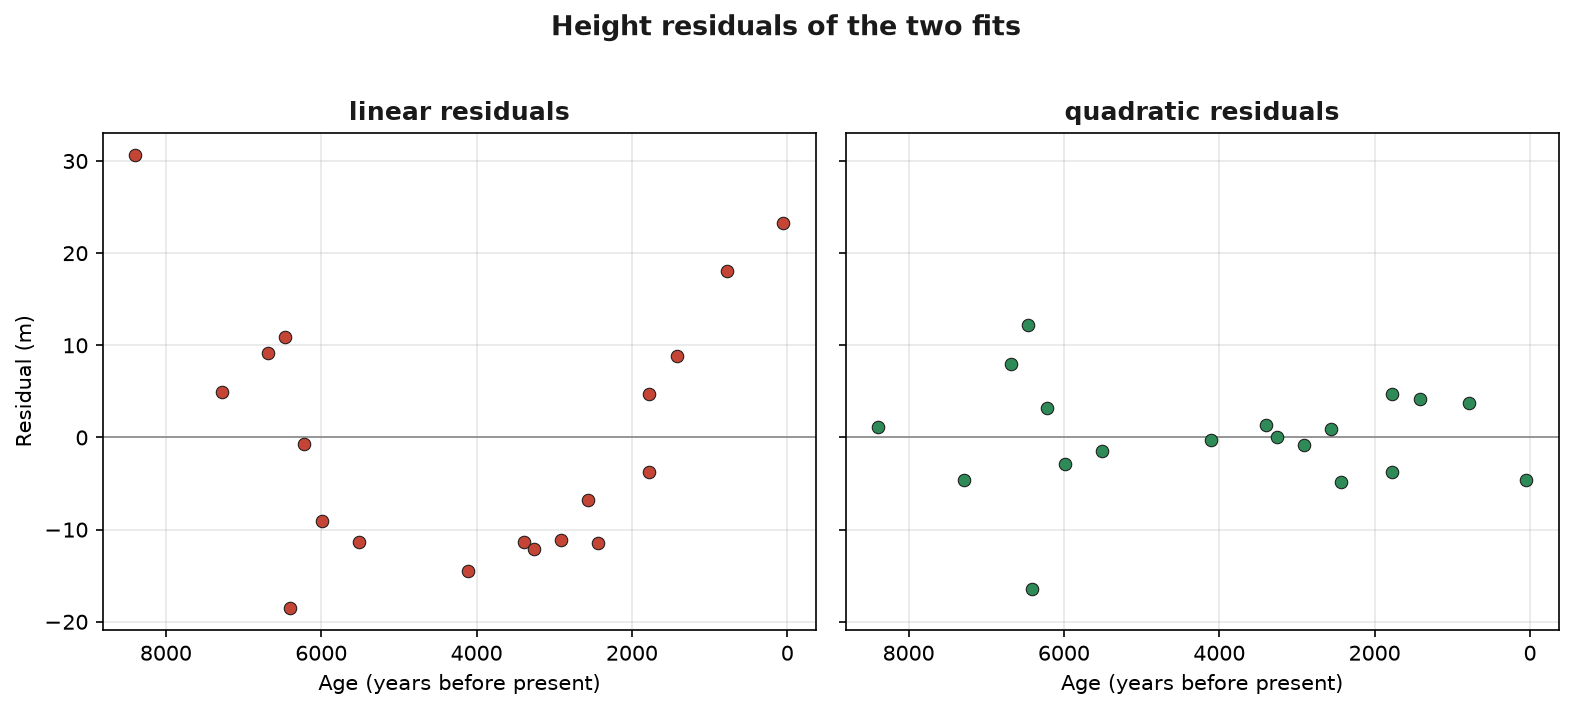 Height residuals of the two fits
linear residuals
quadratic residuals
Residual (m)
30
20
10
0
−10
−20
8000 6000 4000 2000 0
8000 6000 4000 2000 0
Age (years before present)
Age (years before present)